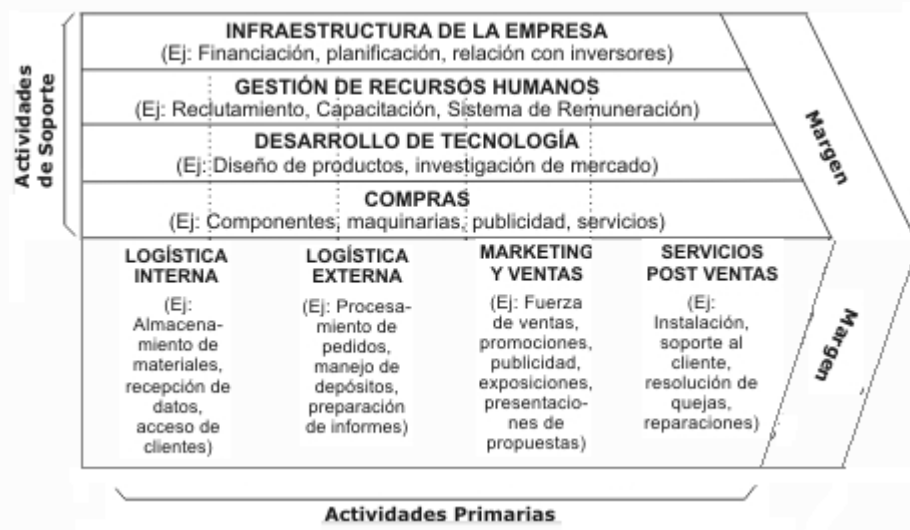 INFRAESTRUCTURA DE LA EMPRESA
(Ej: Financiación, planificación, relación con inversores)
GESTIÓN DE RECURSOS HUMANOS
(Ej: Reclutamiento, Capacitación, Sistema de Remuneración)
DESARROLLO DE TECNOLOGÍA
(Ej: Diseño de productos, investigación de mercado)
COMPRAS
(Ej: Componentes, maquinarias, publicidad, servicios)
Actividades
de Soporte
Margen
LOGÍSTICA
INTERNA
(Ej:
Almacena-
miento de
materiales,
recepción de
datos,
acceso de
clientes)
LOGÍSTICA
EXTERNA
(Ej: Procesa-
miento de
pedidos,
manejo de
depósitos,
preparación
de informes)
MARKETING
Y VENTAS
(Ej: Fuerza
de ventas,
promociones,
publicidad,
exposiciones,
presentacio-
nes de
propuestas)
SERVICIOS
POST VENTAS
(Ej:
Instalación,
soporte al
cliente,
resolución de
quejas,
reparaciones)
Margen
Actividades Primarias